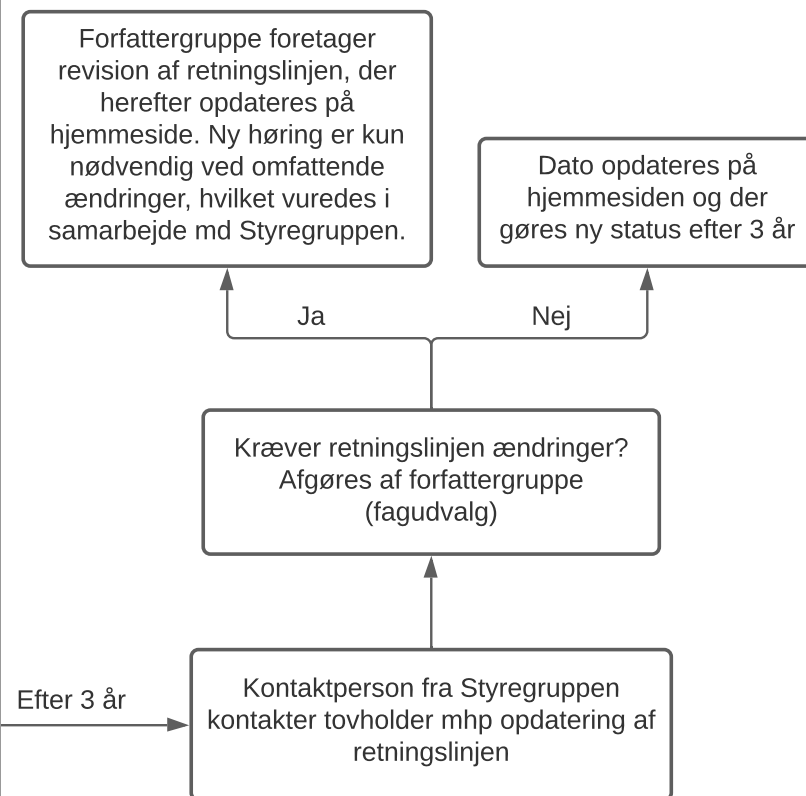 Forfattergruppe foretager
revision af retningslinjen, der
herefter opdateres på
hjemmeside. Ny høring er kun
nødvendig ved omfattende
ændringer, hvilket vuredes i
samarbejde md Styregruppen.
Dato opdateres på
hjemmesiden og der
gøres ny status efter 3 år
Ja
Nej
Kræver retningslinjen ændringer?
Afgøres af forfattergruppe
(fagudvalg)
Efter 3 år
Kontaktperson fra Styregruppen
kontakter tovholder mhp opdatering af
retningslinjen